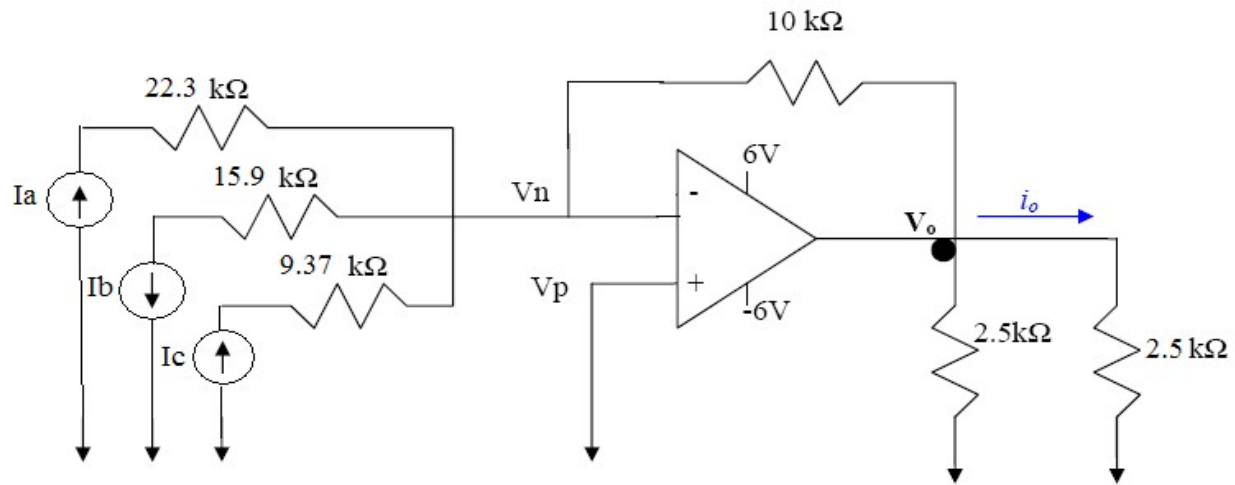 10 kΩ
22.3 kΩ
6V
15.9 kΩ
Ia
Vn
-
iₒ
Vₒ
9.37 kΩ
Ib
Vp
+
-6V
Ic
2.5kΩ
2.5 kΩ